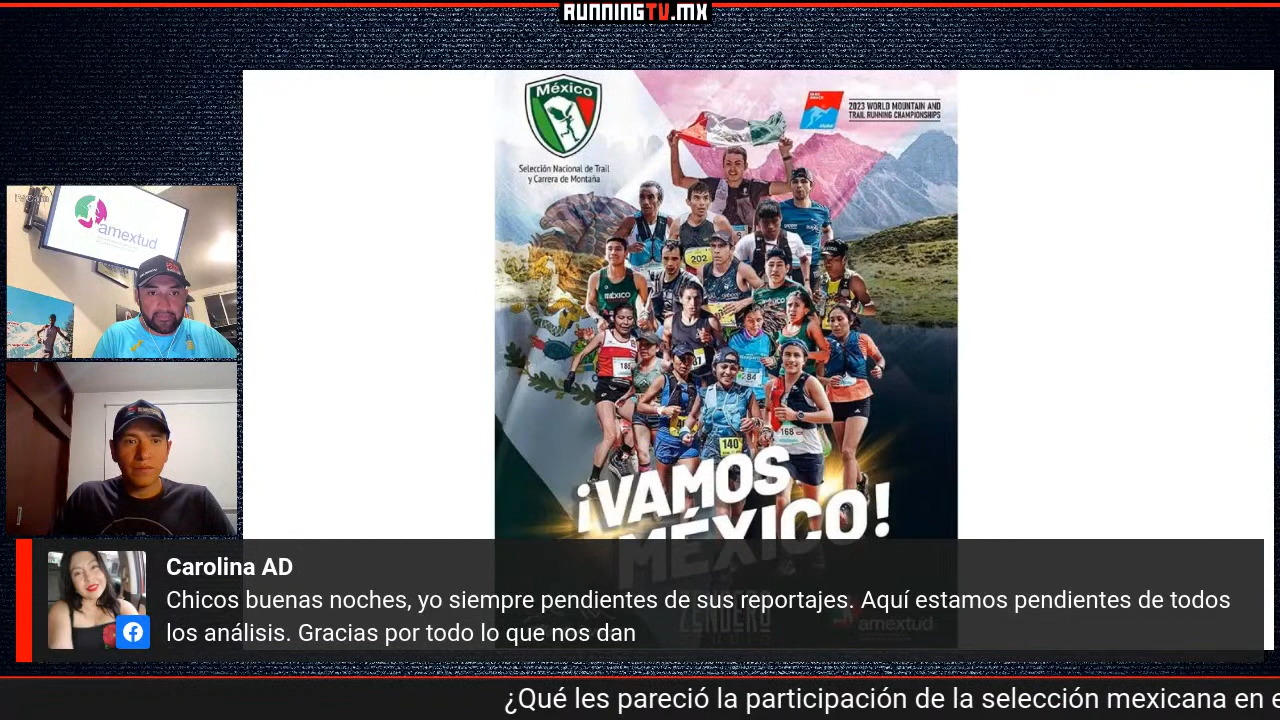 RUNNINGTV.MX
México
Selección Nacional de Trail
y Carrera de Montaña
2023 WORLD MOUNTAIN AND
TRAIL RUNNING CHAMPIONSHIPS
amextud
202
MÉXICO
84
140
168
¡VAMOS
MÉXICO!
SENDERO
amextud
Carolina AD
Chicos buenas noches, yo siempre pendientes de sus reportajes. Aquí estamos pendientes de todos
los análisis. Gracias por todo lo que nos dan
¿Qué les pareció la participación de la selección mexicana en e